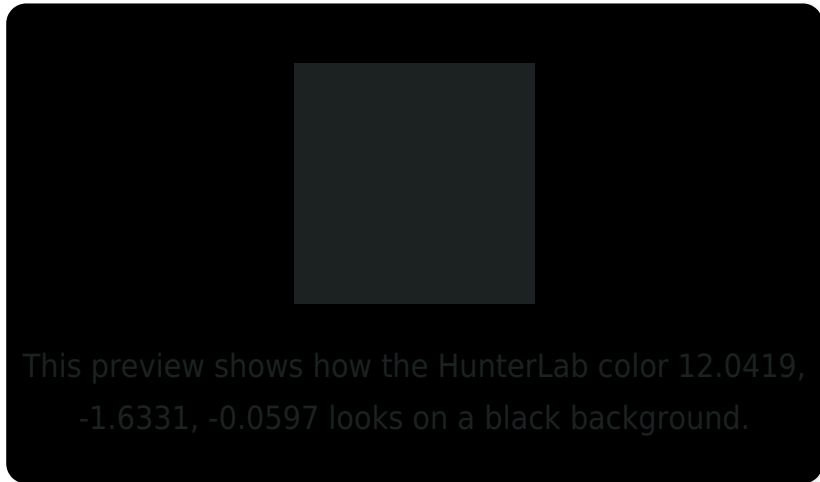 This preview shows how the HunterLab color 12.0419,
-1.6331, -0.0597 looks on a black background.